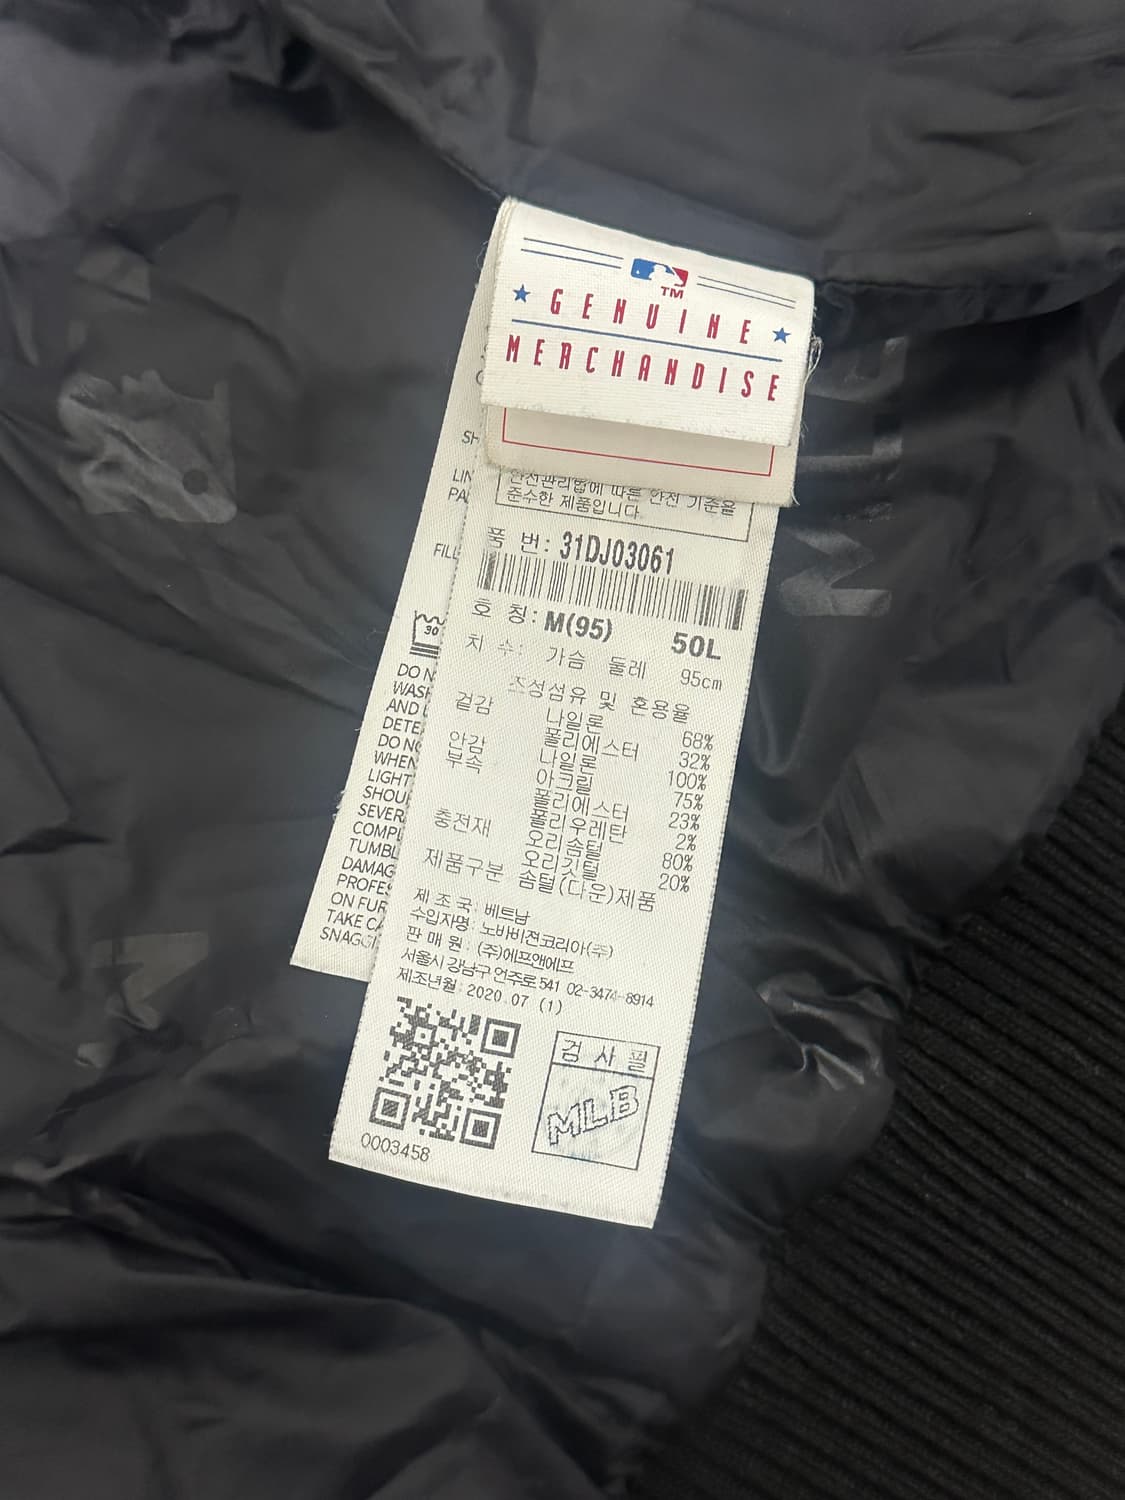 TM
GENUINE
MERCHANDISE
안전관리법에 따른 안전 기준을
준수한 제품입니다.
품 번: 31DJ03061
호 칭: M(95) 50L
치 수: 가슴 둘레 95cm
조성섬유 및 혼용율
겉감 나일론 68%
폴리에스터 32%
안감 나일론 100%
부속 아크릴 75%
폴리에스터 23%
폴리우레탄 2%
충전재 오리솜털 80%
오리깃털 20%
제품구분 솜털(다운)제품
제 조 국: 베트남
수입자명: 노바비젼코리아(주)
판 매 원: (주)에프앤에프
서울시 강남구 언주로 541 02-3474-8914
제조년월: 2020.07 (1)
0003458
검 사 필
MLB
SH
LIN
PA
FILL
30
DO N
WASH
AND
DETE
DO NO
WHEN
LIGHT
SHOU
SEVER
COMPL
TUMBL
DAMAG
PROFES
ON FUR
TAKE CA
SNAGGI